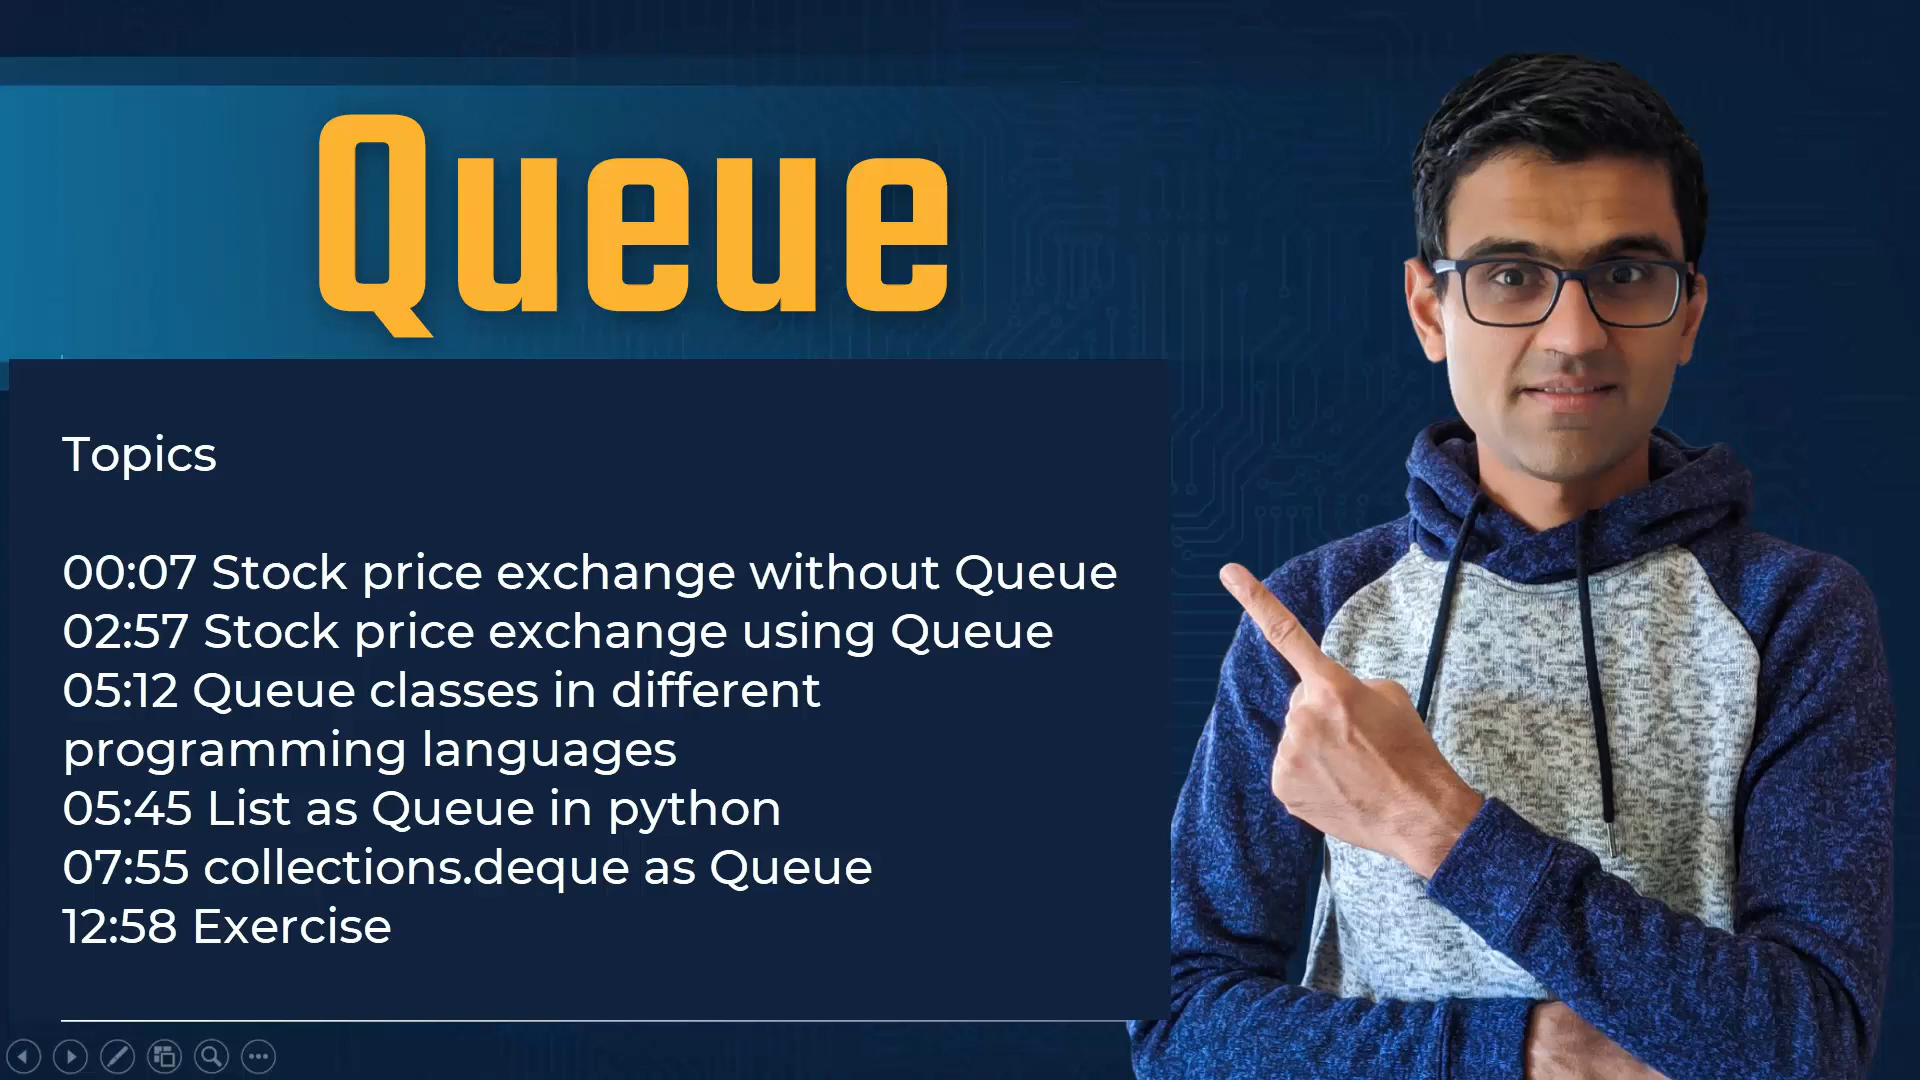 Queue
Topics
00:07 Stock price exchange without Queue
02:57 Stock price exchange using Queue
05:12 Queue classes in different
programming languages
05:45 List as Queue in python
07:55 collections.deque as Queue
12:58 Exercise